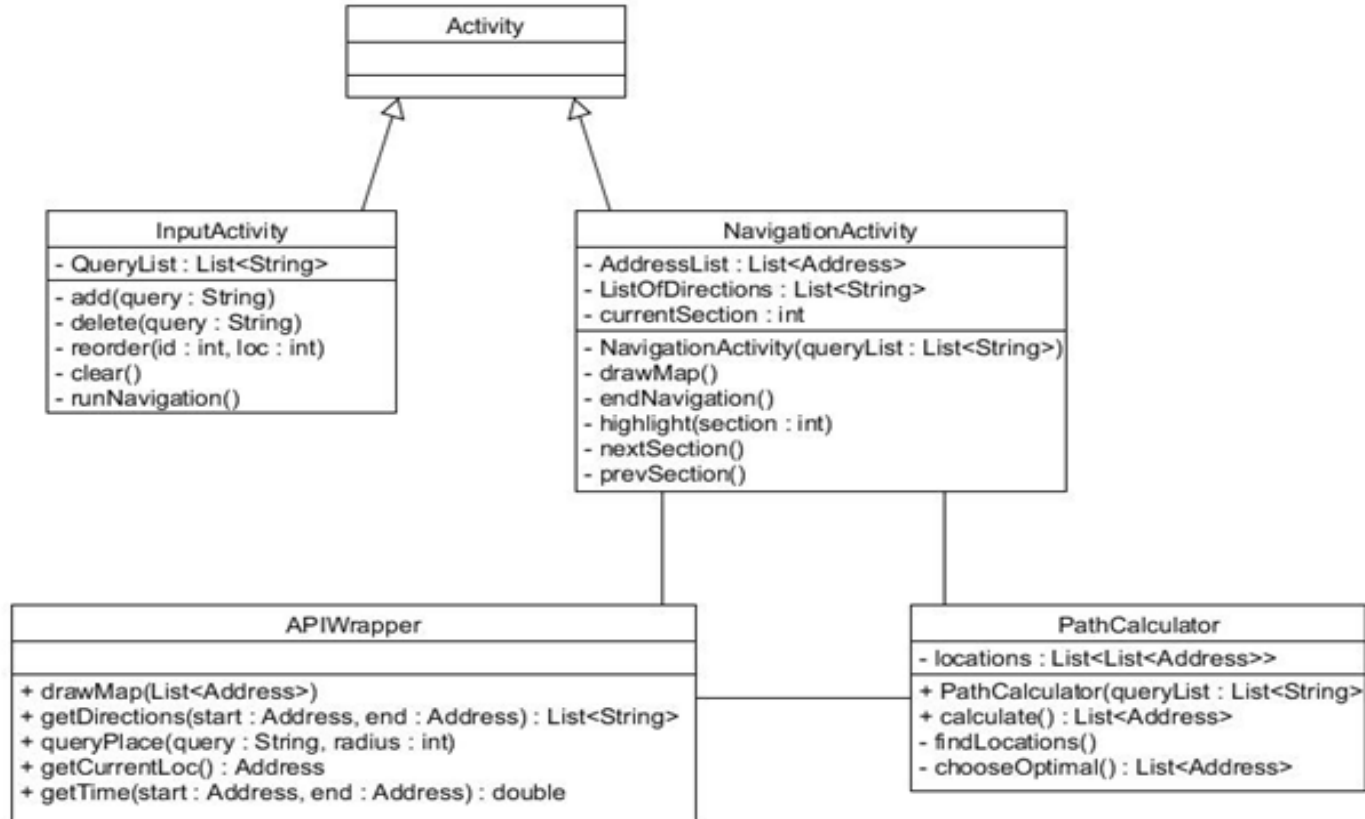 Activity
InputActivity
- QueryList : List<String>
- add(query : String)
- delete(query : String)
- reorder(id : int, loc : int)
- clear()
- runNavigation()
NavigationActivity
- AddressList : List<Address>
- ListOfDirections : List<String>
- currentSection : int
- NavigationActivity(queryList : List<String>)
- drawMap()
- endNavigation()
- highlight(section : int)
- nextSection()
- prevSection()
APIWrapper
+ drawMap(List<Address>)
+ getDirections(start : Address, end : Address) : List<String>
+ queryPlace(query : String, radius : int)
+ getCurrentLoc() : Address
+ getTime(start : Address, end : Address) : double
PathCalculator
- locations : List<List<Address>>
+ PathCalculator(queryList : List<String>
+ calculate() : List<Address>
- findLocations()
- chooseOptimal() : List<Address>